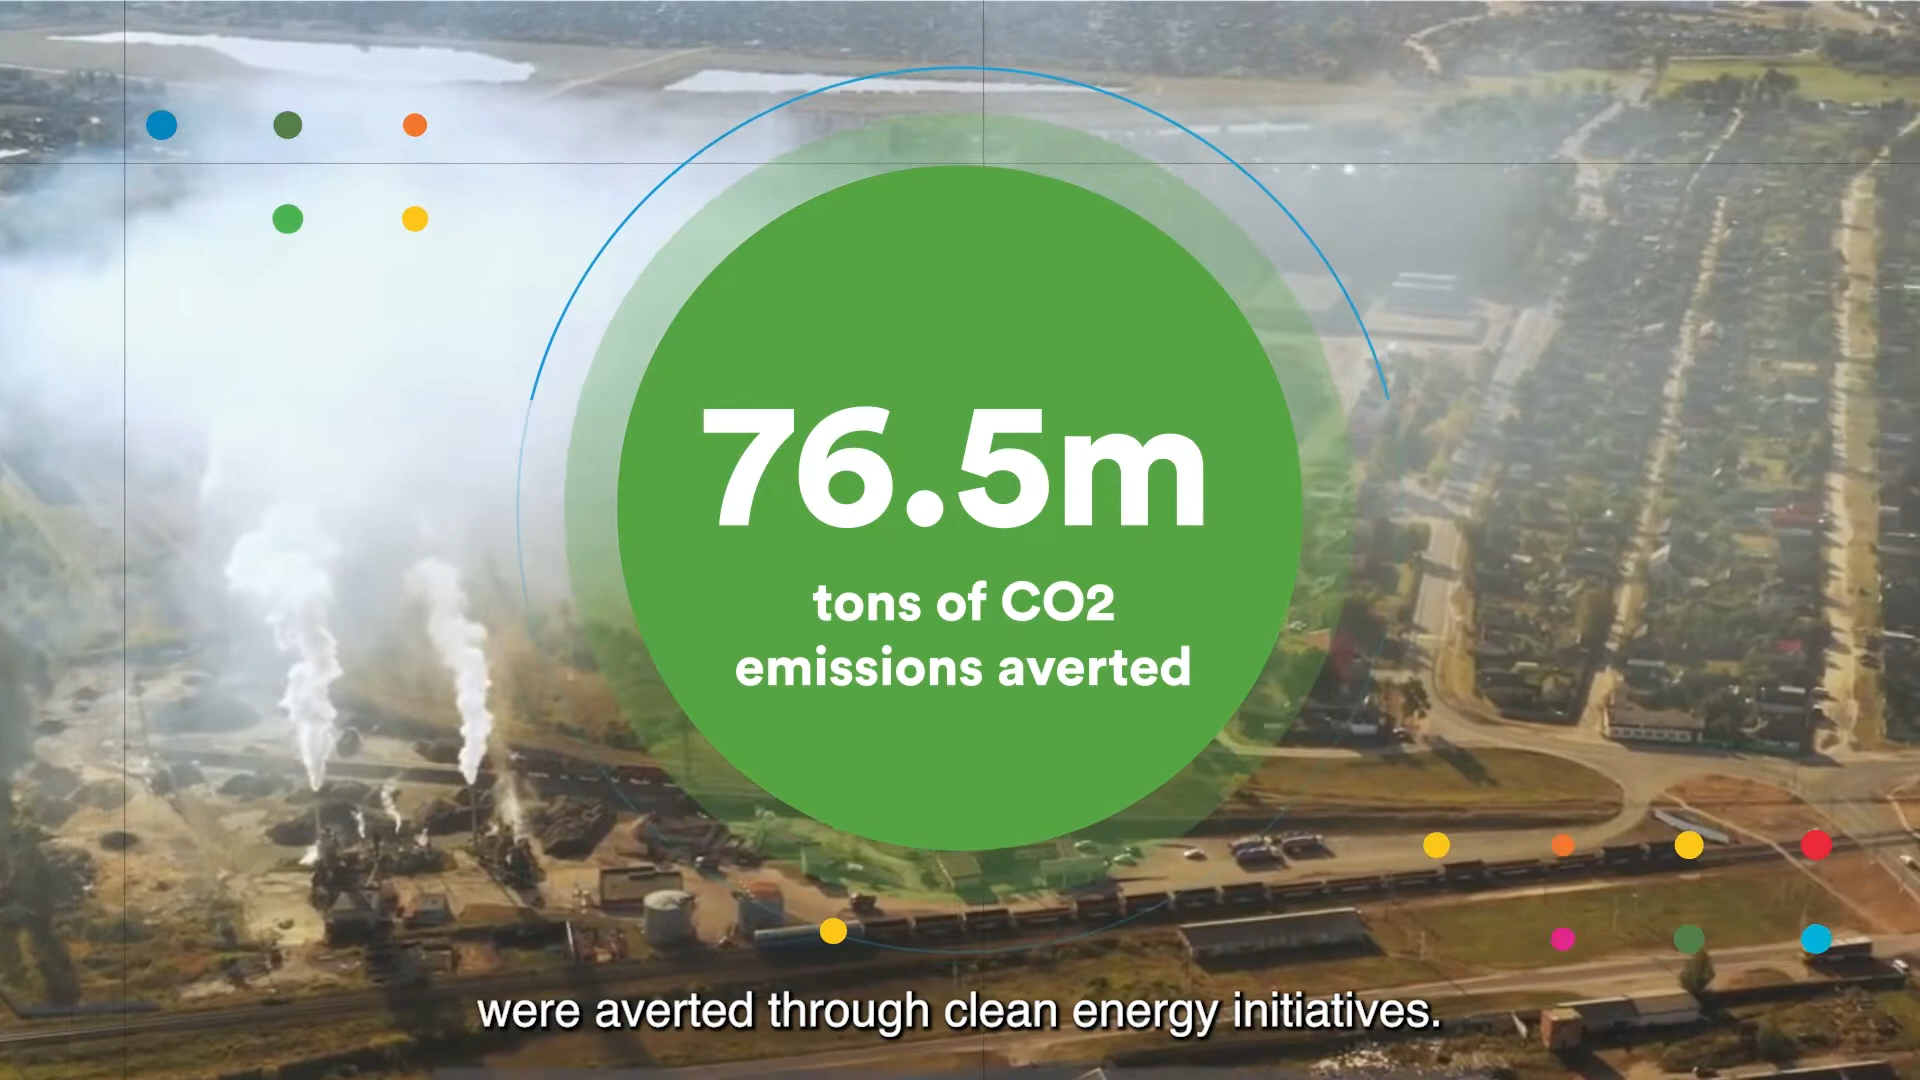 76.5m
tons of CO2
emissions averted
were averted through clean energy initiatives.